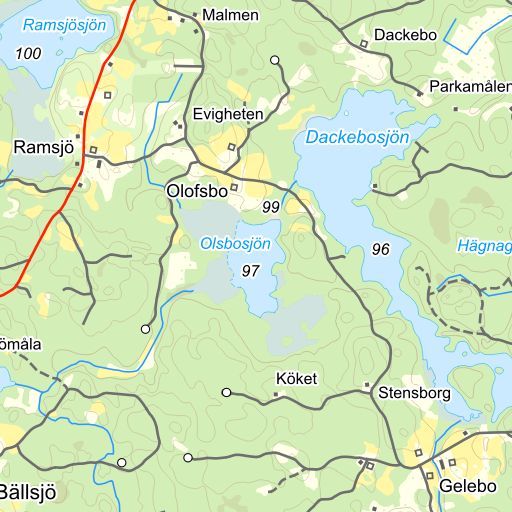 Malmen
Ramsjösjön
100
Dackebo
Parkamålen
Evigheten
Dackebosjön
Ramsjö
Olofsbo
99
Olsbosjön
97
96
Hägnag
ömåla
Köket
Stensborg
Gelebo
Bällsjö